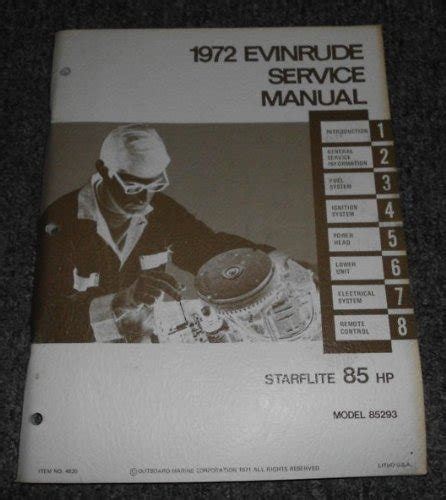 1972 EVINRUDE
SERVICE
MANUAL
INTRODUCTION 1
GENERAL
SERVICE
INFORMATION
2
FUEL
SYSTEM
3
IGNITION
SYSTEM
4
POWER
HEAD
5
LOWER
UNIT
6
ELECTRICAL
SYSTEM
7
REMOTE
CONTROL
8
STARFLITE 85 HP
MODEL 85293
ITEM NO.
© OUTBOARD MARINE CORPORATION 1971 ALL RIGHTS RESERVED
LITHO U.S.A.